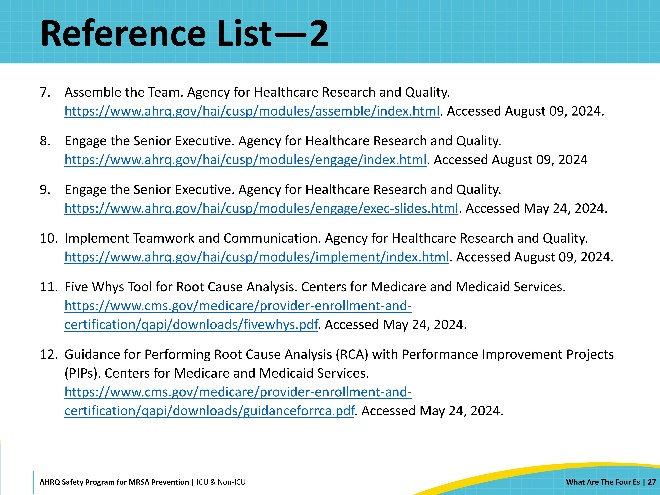 Reference List—2
7. Assemble the Team. Agency for Healthcare Research and Quality.
https://www.ahrq.gov/hai/cusp/modules/assemble/index.html. Accessed August 09, 2024.
8. Engage the Senior Executive. Agency for Healthcare Research and Quality.
https://www.ahrq.gov/hai/cusp/modules/engage/index.html. Accessed August 09, 2024
9. Engage the Senior Executive. Agency for Healthcare Research and Quality.
https://www.ahrq.gov/hai/cusp/modules/engage/exec-slides.html. Accessed May 24, 2024.
10. Implement Teamwork and Communication. Agency for Healthcare Research and Quality.
https://www.ahrq.gov/hai/cusp/modules/implement/index.html. Accessed August 09, 2024.
11. Five Whys Tool for Root Cause Analysis. Centers for Medicare and Medicaid Services.
https://www.cms.gov/medicare/provider-enrollment-and-
certification/qapi/downloads/fivewhys.pdf. Accessed May 24, 2024.
12. Guidance for Performing Root Cause Analysis (RCA) with Performance Improvement Projects
(PIPs). Centers for Medicare and Medicaid Services.
https://www.cms.gov/medicare/provider-enrollment-and-
certification/qapi/downloads/guidanceforrca.pdf. Accessed May 24, 2024.
AHRQ Safety Program for MRSA Prevention | ICU & Non-ICU
What Are The Four Es | 27